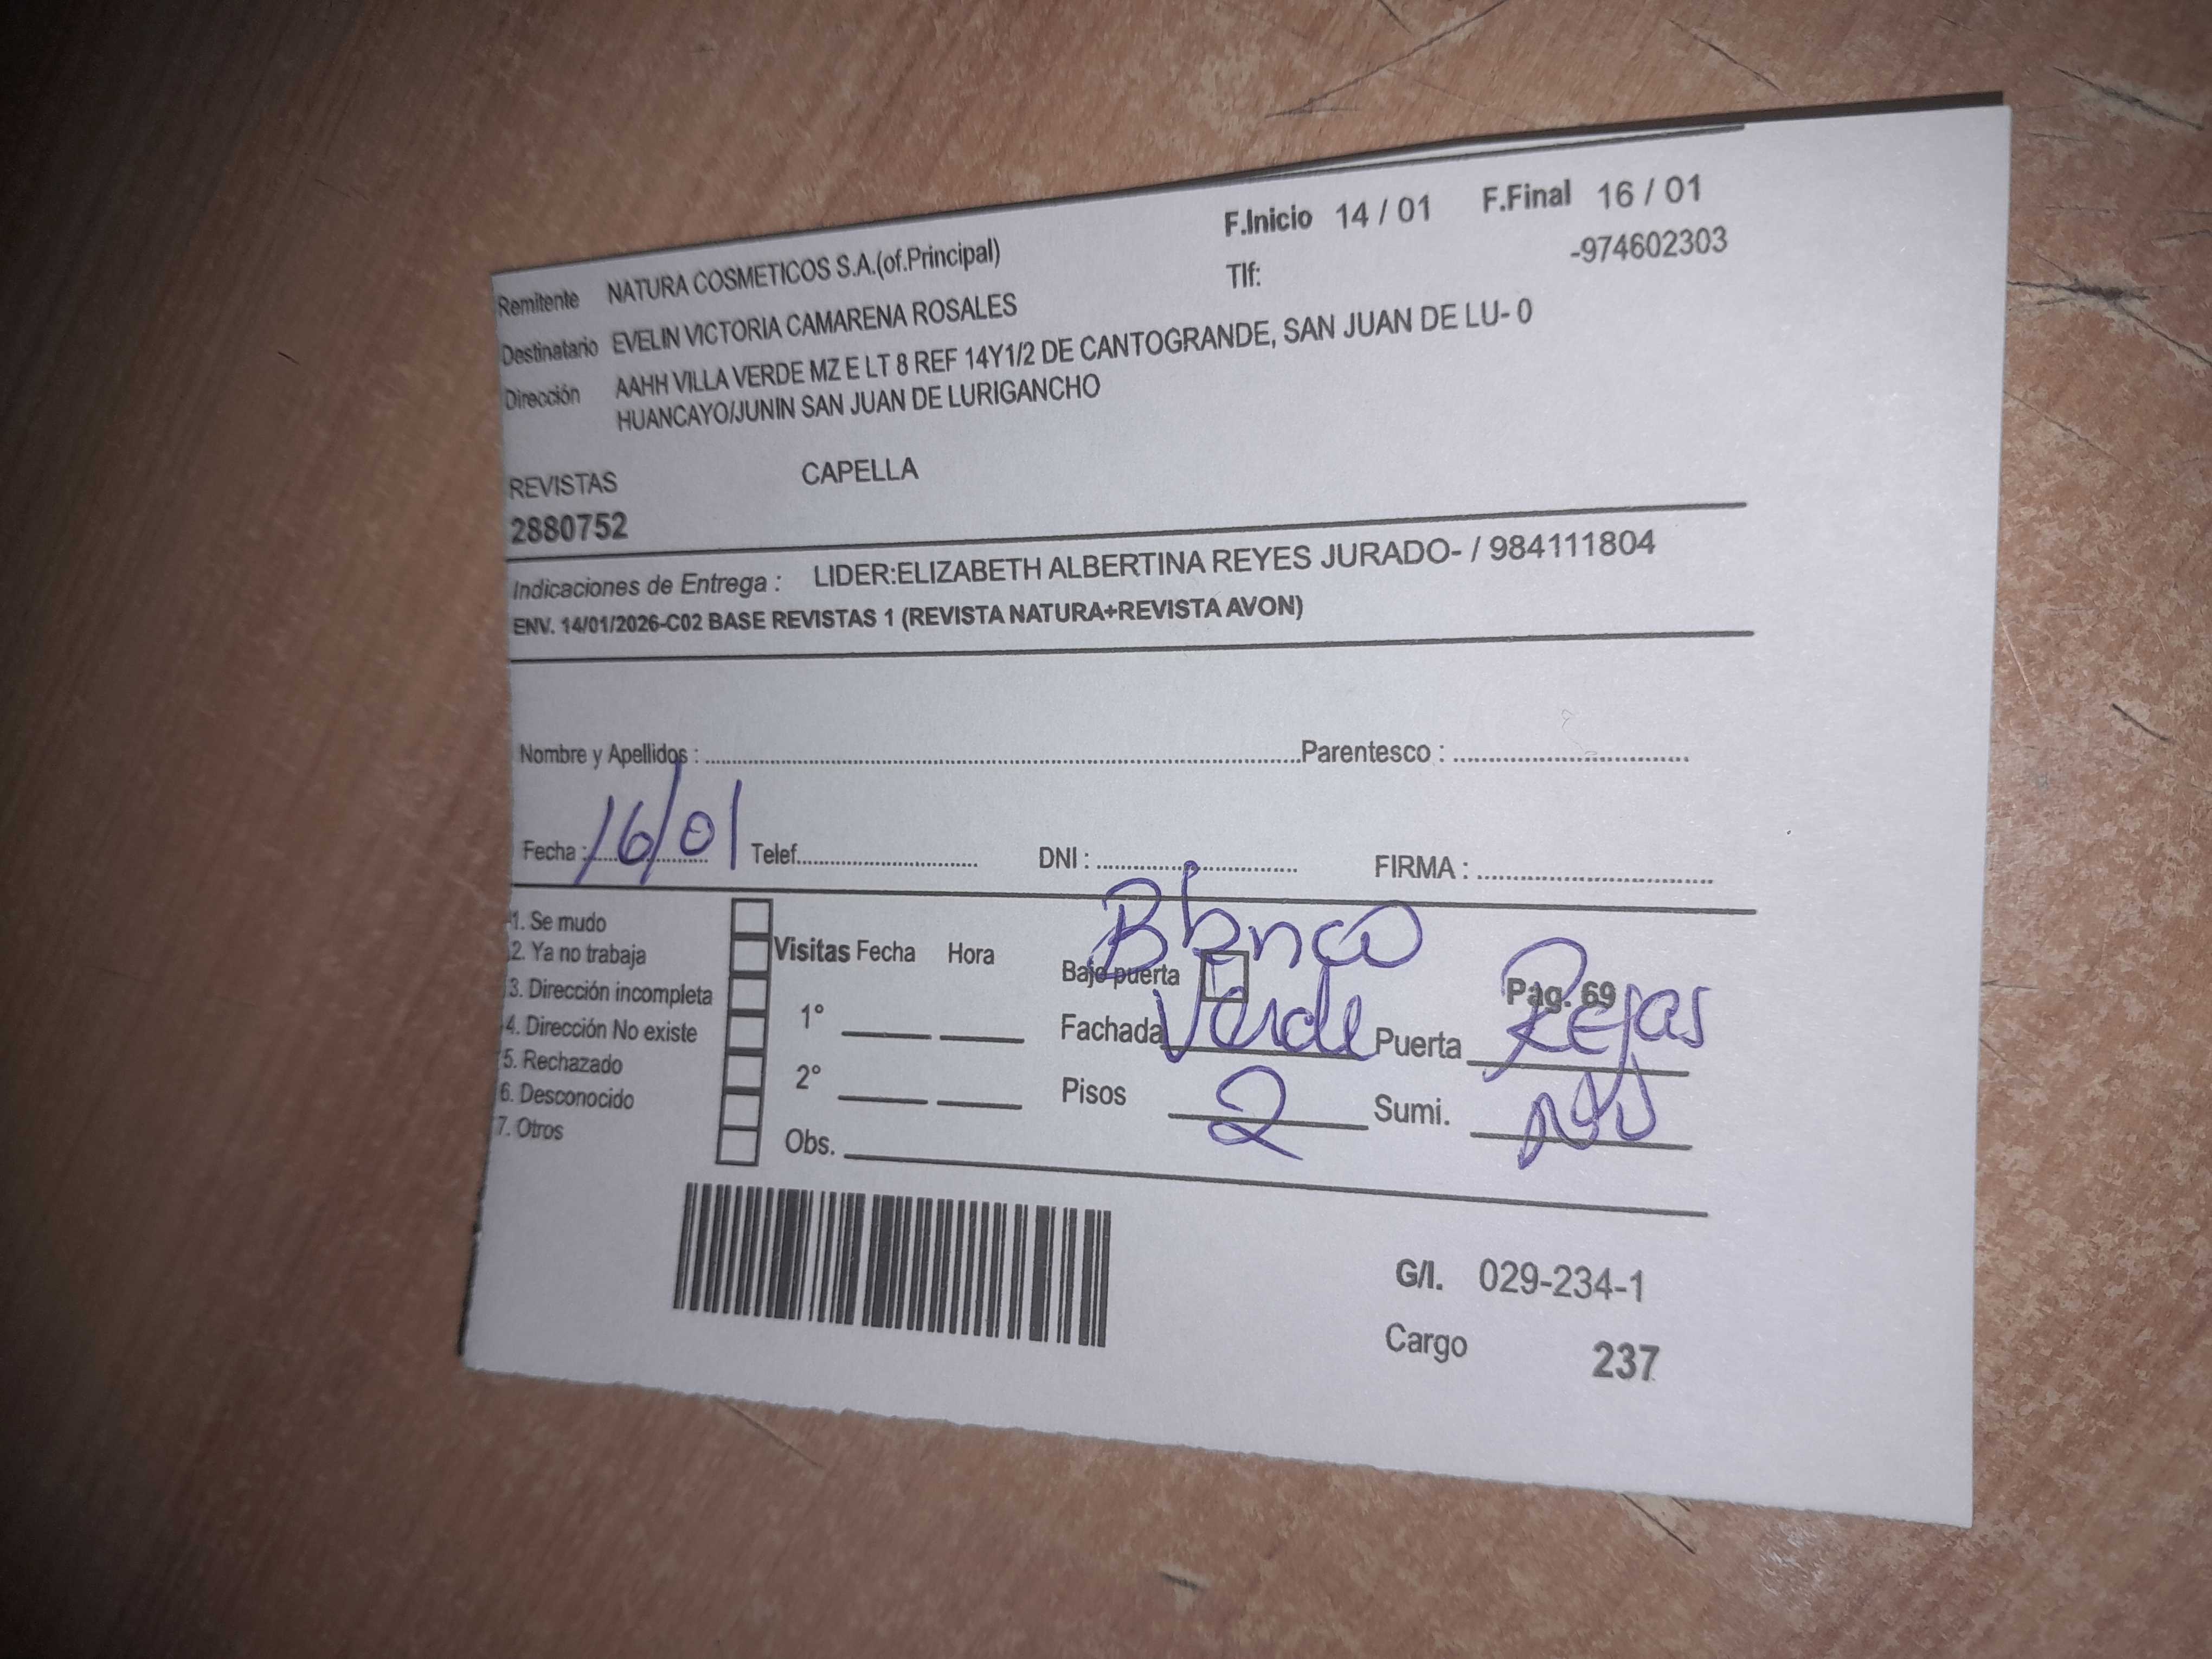 F.Inicio 14 / 01 F.Final 16 / 01
Remitente NATURA COSMETICOS S.A.(of.Principal) Tlf: -974602303
Destinatario EVELIN VICTORIA CAMARENA ROSALES
Dirección AAHH VILLA VERDE MZ E LT 8 REF 14Y1/2 DE CANTOGRANDE, SAN JUAN DE LU- 0
HUANCAYO/JUNIN SAN JUAN DE LURIGANCHO
REVISTAS CAPELLA
2880752
Indicaciones de Entrega : LIDER:ELIZABETH ALBERTINA REYES JURADO- / 984111804
ENV. 14/01/2026-C02 BASE REVISTAS 1 (REVISTA NATURA+REVISTA AVON)
Nombre y Apellidos : Parentesco :
Fecha : 16/01 Telef. DNI : FIRMA :
1. Se mudo
2. Ya no trabaja
3. Dirección incompleta
4. Dirección No existe
5. Rechazado
6. Desconocido
7. Otros
Visitas Fecha Hora
1°
2°
Obs.
Blanco
Bajo puerta Pag. 69
Fachada Verde Puerta Rejas
Pisos 2 Sumi.
G/I. 029-234-1
Cargo 237